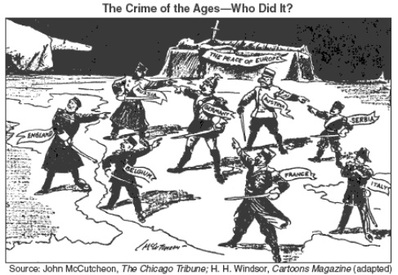 The Crime of the Ages—Who Did It?
THE PEACE OF EUROPE
AUSTRIA
SERBIA
ENGLAND
BELGIUM
FRANCE
ITALY
McCUTCHEON
Source: John McCutcheon, The Chicago Tribune; H. H. Windsor, Cartoons Magazine (adapted)